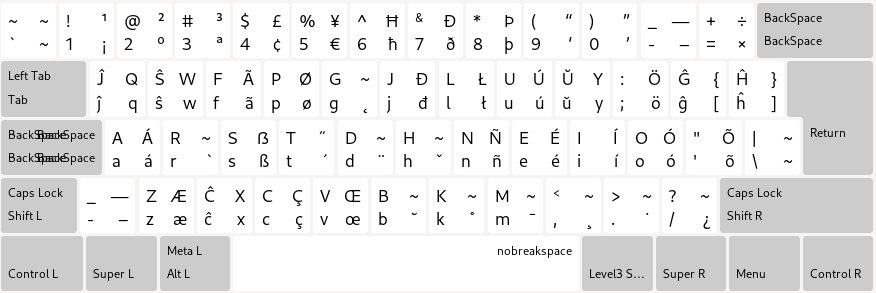 ~ ~ ! ¹ @ ² # ³ $ £ % ¥ ^ Ħ & Ð * Þ ( “ ) ” _ — + ÷ BackSpace
` ~ 1 ¡ 2 º 3 ª 4 ¢ 5 € 6 ħ 7 ð 8 þ 9 ‘ 0 ’ - – = × BackSpace
Left Tab Ĵ Q Ŝ W F Ã P Ø G ~ J Đ L Ł U Ú Ŭ Y : Ö Ĝ { Ĥ }
Tab ĵ q ŝ w f ã p ø g ˛ j đ l ł u ú ŭ y ; ö ĝ [ ĥ ]
Return
BackSpace BackSpace A Á R ~ S ẞ T ˝ D ~ H ~ N Ñ E É I Í O Ó " Õ | ~
BackSpace BackSpace a á r ` s ß t ´ d ¨ h ˇ n ñ e é i í o ó ' õ \ ~
Caps Lock _ — Z Æ Ĉ X C Ç V Œ B ~ K ~ M ~ < ~ > ~ ? ~ Caps Lock
Shift L - – z æ ĉ x c ç v œ b ˘ k ˚ m ¯ , ¸ . ˙ / ¿ Shift R
Meta L nobreakspace
Control L Super L Alt L Level3 S... Super R Menu Control R